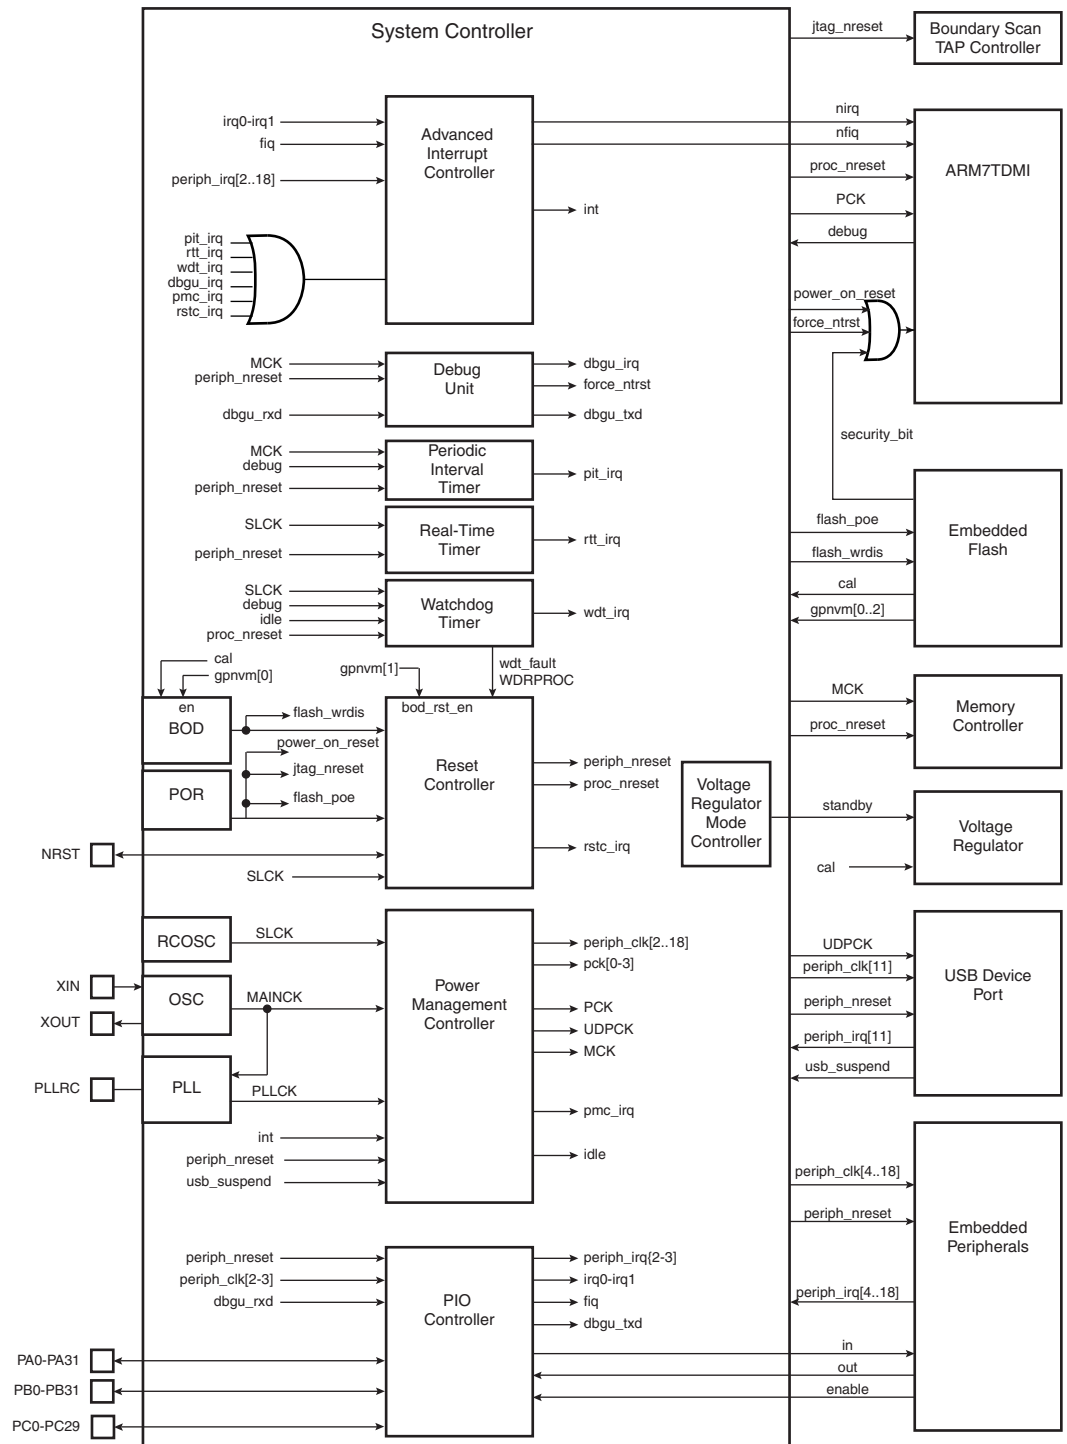 System Controller
jtag_nreset
Boundary Scan
TAP Controller
irq0-irq1
fiq
periph_irq[2..18]
Advanced
Interrupt
Controller
int
nirq
nfiq
proc_nreset
PCK
debug
ARM7TDMI
pit_irq
rtt_irq
wdt_irq
dbgu_irq
pmc_irq
rstc_irq
power_on_reset
force_ntrst
security_bit
MCK
periph_nreset
dbgu_rxd
Debug
Unit
dbgu_irq
force_ntrst
dbgu_txd
MCK
debug
periph_nreset
Periodic
Interval
Timer
pit_irq
SLCK
periph_nreset
Real-Time
Timer
rtt_irq
flash_poe
flash_wrdis
cal
gpnvm[0..2]
Embedded
Flash
SLCK
debug
idle
proc_nreset
Watchdog
Timer
wdt_irq
cal
gpnvm[0]
gpnvm[1]
wdt_fault
WDRPROC
en
BOD
bod_rst_en
flash_wrdis
power_on_reset
jtag_nreset
flash_poe
POR
Reset
Controller
periph_nreset
proc_nreset
rstc_irq
NRST
SLCK
MCK
proc_nreset
Memory
Controller
Voltage
Regulator
Mode
Controller
standby
cal
Voltage
Regulator
RCOSC
SLCK
XIN
XOUT
OSC
MAINCK
PLLRC
PLL
PLLCK
int
periph_nreset
usb_suspend
Power
Management
Controller
periph_clk[2..18]
pck[0-3]
PCK
UDPCK
MCK
pmc_irq
idle
UDPCK
periph_clk[11]
periph_nreset
periph_irq[11]
usb_suspend
USB Device
Port
periph_nreset
periph_clk[2-3]
dbgu_rxd
PIO
Controller
periph_irq{2-3]
irq0-irq1
fiq
dbgu_txd
PA0-PA31
PB0-PB31
PC0-PC29
periph_clk[4..18]
periph_nreset
periph_irq[4..18]
in
out
enable
Embedded
Peripherals